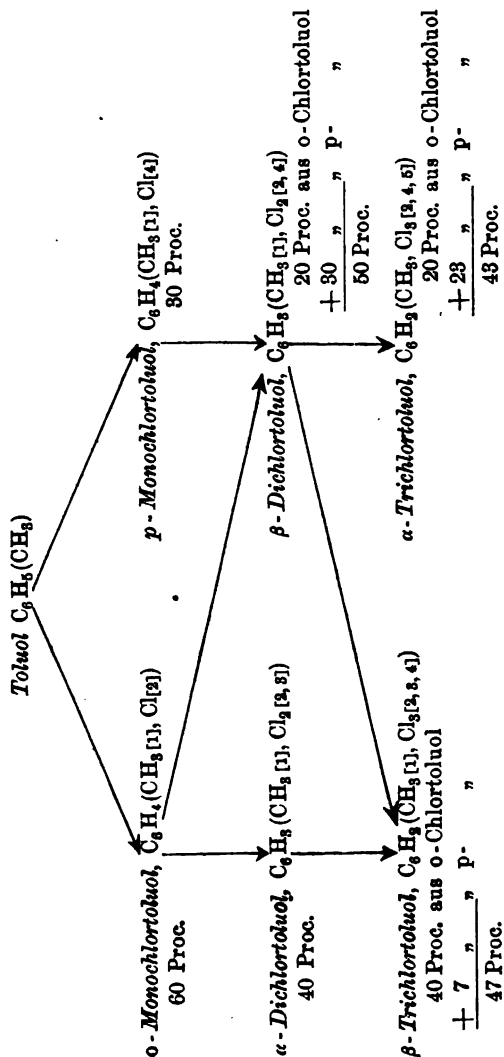 Toluol C₆H₅(CH₃)
o-Monochlortoluol, C₆H₄(CH₃[1], Cl[2])
60 Proc.
p-Monochlortoluol, C₆H₄(CH₃[1], Cl[4])
30 Proc.
α-Dichlortoluol, C₆H₃(CH₃[1], Cl₂[2,3])
40 Proc.
β-Dichlortoluol, C₆H₃(CH₃[1], Cl₂[2,4])
20 Proc. aus o-Chlortoluol
+ 30 „ „ p- „
50 Proc.
β-Trichlortoluol, C₆H₂(CH₃[1], Cl₃[2,3,4])
40 Proc. aus o-Chlortoluol
+ 7 „ „ p- „
47 Proc.
α-Trichlortoluol, C₆H₂(CH₃, Cl₃[2,4,5])
20 Proc. aus o-Chlortoluol
+ 23 „ „ p- „
43 Proc.